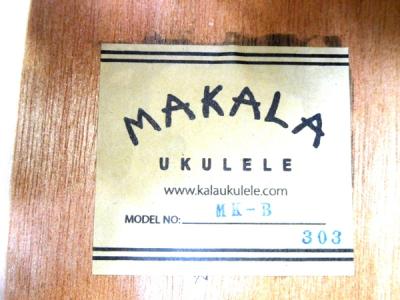 MAKALA
UKULELE
www.kalaukulele.com
MODEL NO: MK-B
303